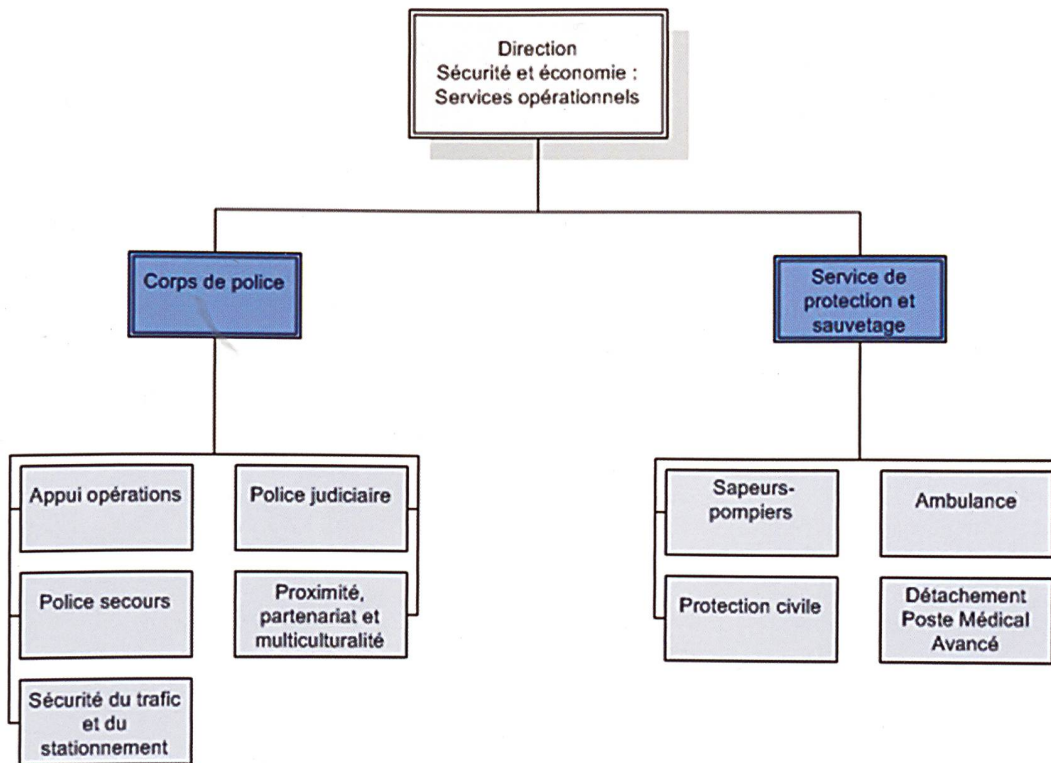 Direction
Sécurité et économie :
Services opérationnels
Corps de police
Service de
protection et
sauvetage
Appui opérations
Police judiciaire
Police secours
Proximité,
partenariat et
multiculturalité
Sécurité du trafic
et du
stationnement
Sapeurs-
pompiers
Ambulance
Protection civile
Détachement
Poste Médical
Avancé